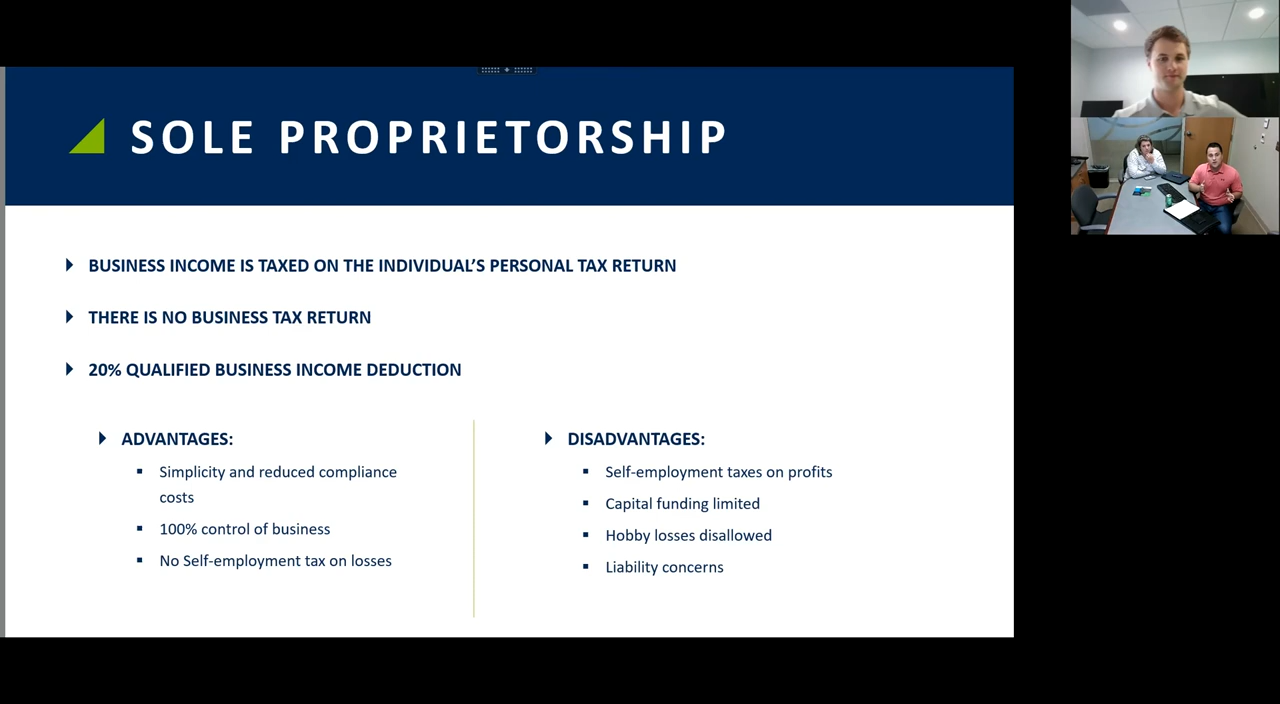 SOLE PROPRIETORSHIP
BUSINESS INCOME IS TAXED ON THE INDIVIDUAL’S PERSONAL TAX RETURN
THERE IS NO BUSINESS TAX RETURN
20% QUALIFIED BUSINESS INCOME DEDUCTION
ADVANTAGES:
Simplicity and reduced compliance
costs
100% control of business
No Self-employment tax on losses
DISADVANTAGES:
Self-employment taxes on profits
Capital funding limited
Hobby losses disallowed
Liability concerns